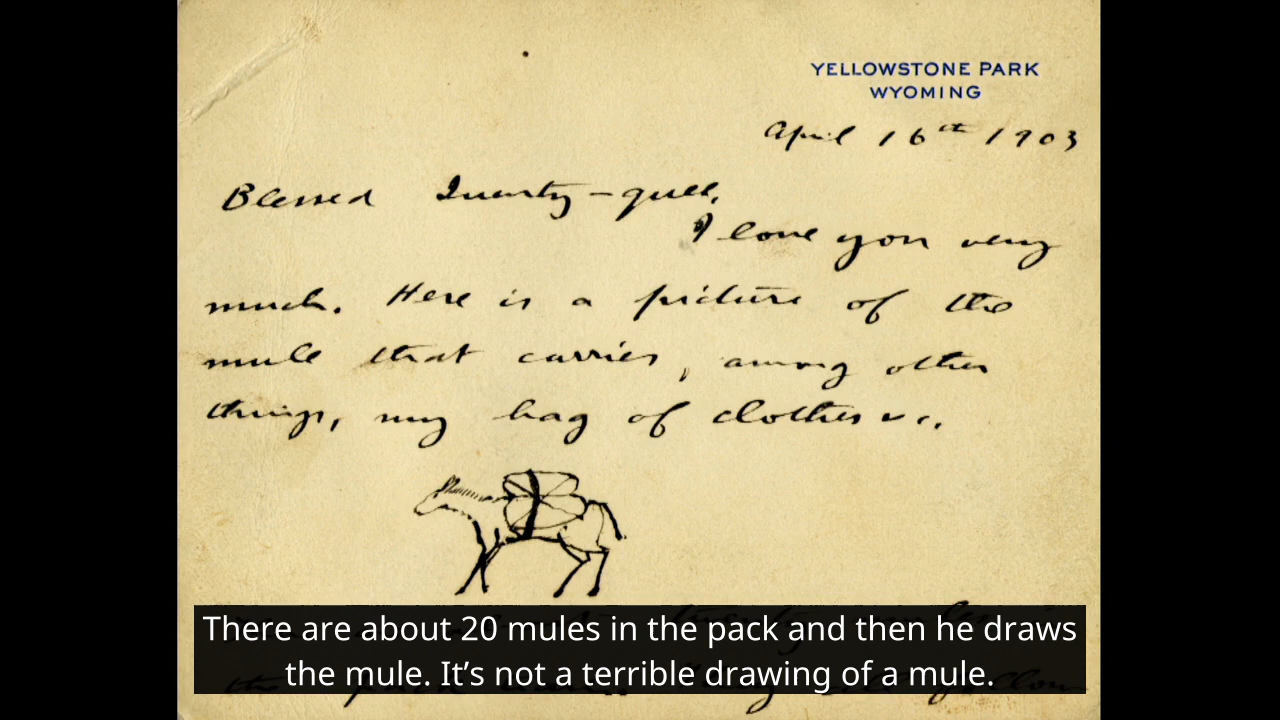 YELLOWSTONE PARK
WYOMING
April 16th 1903
Blessed Quenty-quee,
I love you very
much. Here is a picture of the
mule that carries, among other
things, my bag of clothes &c.
There are about 20 mules in the pack and then he draws
the mule. It's not a terrible drawing of a mule.